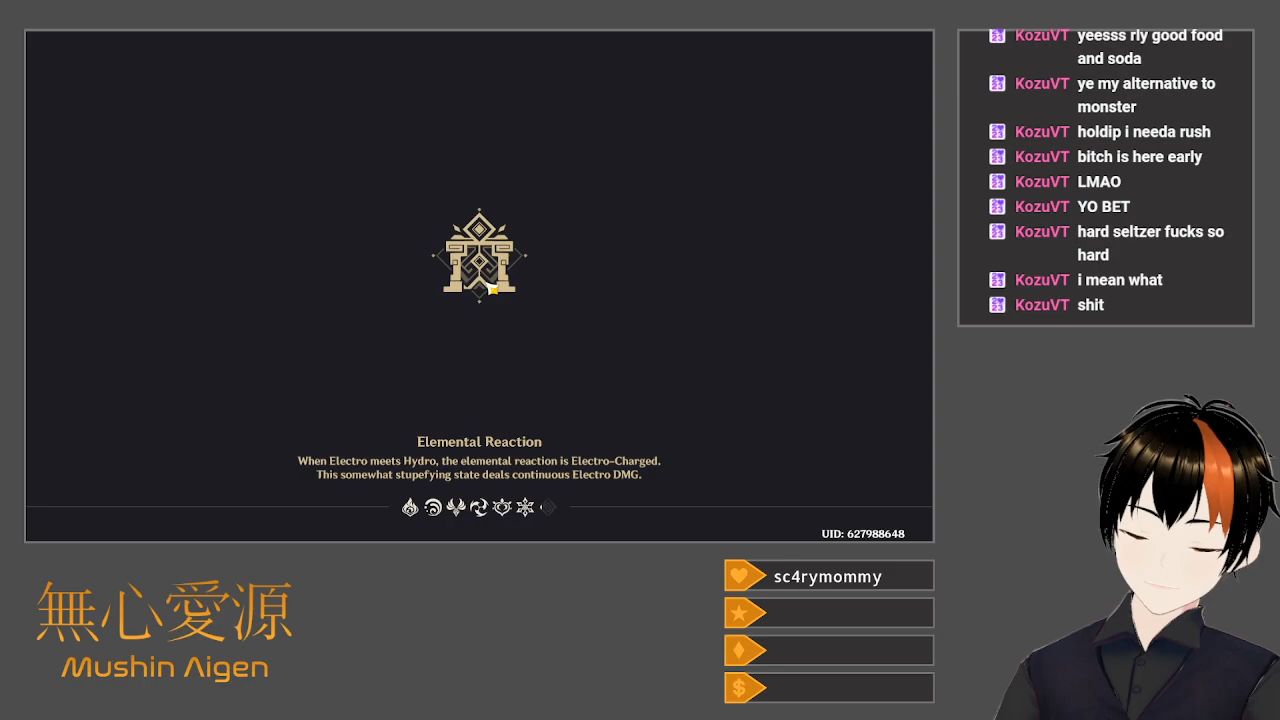 KozuVT yeesss rly good food
and soda
KozuVT ye my alternative to
monster
KozuVT holdip i needa rush
KozuVT bitch is here early
KozuVT LMAO
KozuVT YO BET
KozuVT hard seltzer fucks so
hard
KozuVT i mean what
KozuVT shit
Elemental Reaction
When Electro meets Hydro, the elemental reaction is Electro-Charged.
This somewhat stupefying state deals continuous Electro DMG.
UID: 627988648
無心愛源
Mushin Aigen
sc4rymommy
$